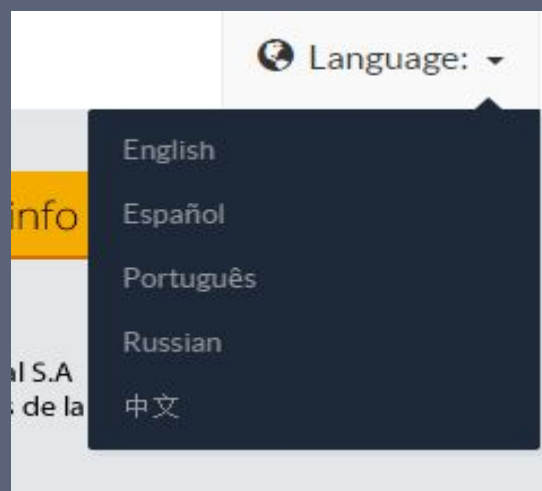 Language:
English
Español
info
Português
Russian
al S.A
s de la
中文